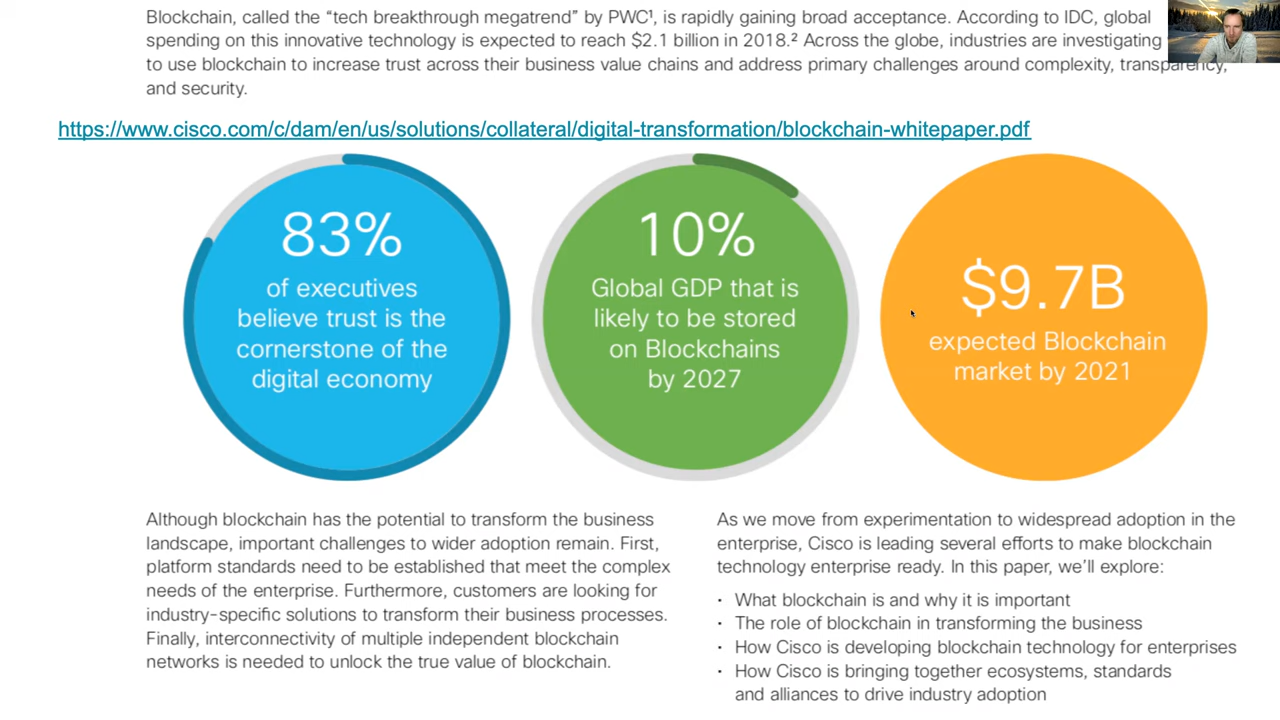 Blockchain, called the “tech breakthrough megatrend” by PWC¹, is rapidly gaining broad acceptance. According to IDC, global
spending on this innovative technology is expected to reach $2.1 billion in 2018.² Across the globe, industries are investigating
to use blockchain to increase trust across their business value chains and address primary challenges around complexity, transparency,
and security.
https://www.cisco.com/c/dam/en/us/solutions/collateral/digital-transformation/blockchain-whitepaper.pdf
83%
of executives
believe trust is the
cornerstone of the
digital economy
10%
Global GDP that is
likely to be stored
on Blockchains
by 2027
$9.7B
expected Blockchain
market by 2021
Although blockchain has the potential to transform the business
landscape, important challenges to wider adoption remain. First,
platform standards need to be established that meet the complex
needs of the enterprise. Furthermore, customers are looking for
industry-specific solutions to transform their business processes.
Finally, interconnectivity of multiple independent blockchain
networks is needed to unlock the true value of blockchain.
As we move from experimentation to widespread adoption in the
enterprise, Cisco is leading several efforts to make blockchain
technology enterprise ready. In this paper, we’ll explore:
· What blockchain is and why it is important
· The role of blockchain in transforming the business
· How Cisco is developing blockchain technology for enterprises
· How Cisco is bringing together ecosystems, standards
and alliances to drive industry adoption